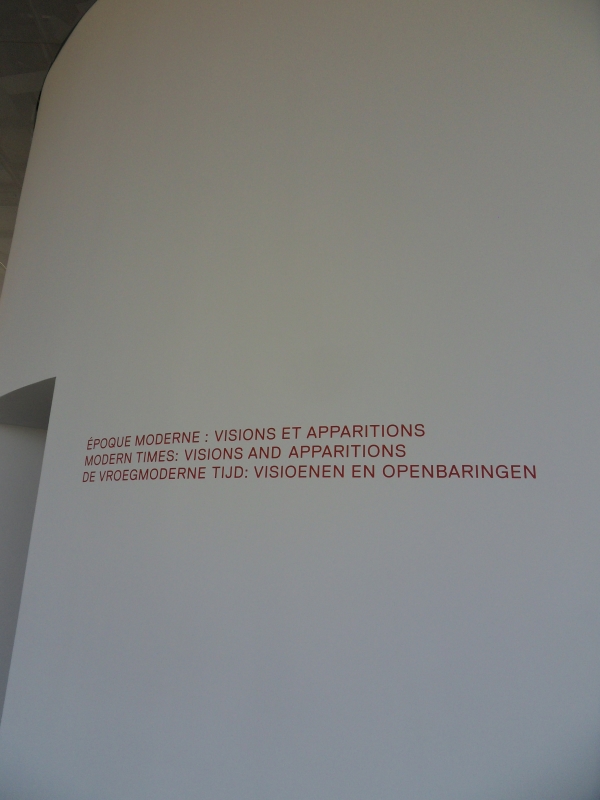 ÉPOQUE MODERNE : VISIONS ET APPARITIONS
MODERN TIMES: VISIONS AND APPARITIONS
DE VROEGMODERNE TIJD: VISIOENEN EN OPENBARINGEN